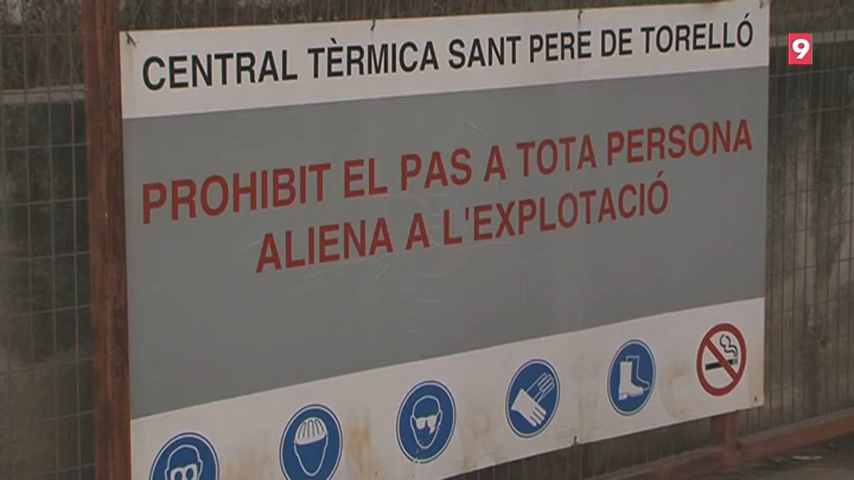 CENTRAL TÈRMICA SANT PERE DE TORELLÓ
9
PROHIBIT EL PAS A TOTA PERSONA
ALIENA A L'EXPLOTACIÓ